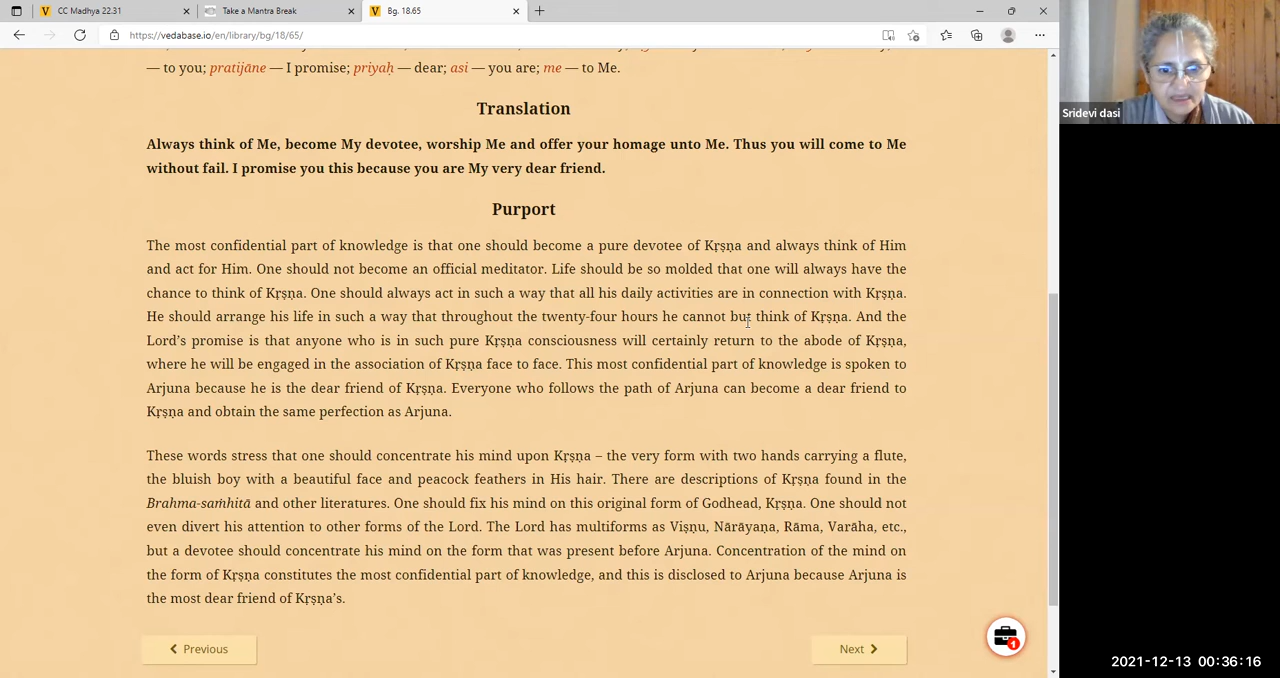 CC Madhya 22.31
Take a Mantra Break
Bg. 18.65
https://vedabase.io/en/library/bg/18/65/
— to you; pratijāne — I promise; priyaḥ — dear; asi — you are; me — to Me.
Translation
Always think of Me, become My devotee, worship Me and offer your homage unto Me. Thus you will come to Me
without fail. I promise you this because you are My very dear friend.
Purport
The most confidential part of knowledge is that one should become a pure devotee of Kṛṣṇa and always think of Him
and act for Him. One should not become an official meditator. Life should be so molded that one will always have the
chance to think of Kṛṣṇa. One should always act in such a way that all his daily activities are in connection with Kṛṣṇa.
He should arrange his life in such a way that throughout the twenty-four hours he cannot but think of Kṛṣṇa. And the
Lord's promise is that anyone who is in such pure Kṛṣṇa consciousness will certainly return to the abode of Kṛṣṇa,
where he will be engaged in the association of Kṛṣṇa face to face. This most confidential part of knowledge is spoken to
Arjuna because he is the dear friend of Kṛṣṇa. Everyone who follows the path of Arjuna can become a dear friend to
Kṛṣṇa and obtain the same perfection as Arjuna.
These words stress that one should concentrate his mind upon Kṛṣṇa – the very form with two hands carrying a flute,
the bluish boy with a beautiful face and peacock feathers in His hair. There are descriptions of Kṛṣṇa found in the
Brahma-saṁhitā and other literatures. One should fix his mind on this original form of Godhead, Kṛṣṇa. One should not
even divert his attention to other forms of the Lord. The Lord has multiforms as Viṣṇu, Nārāyaṇa, Rāma, Varāha, etc.,
but a devotee should concentrate his mind on the form that was present before Arjuna. Concentration of the mind on
the form of Kṛṣṇa constitutes the most confidential part of knowledge, and this is disclosed to Arjuna because Arjuna is
the most dear friend of Kṛṣṇa's.
Previous
Next
1
Sridevi dasi
2021-12-13 00:36:16